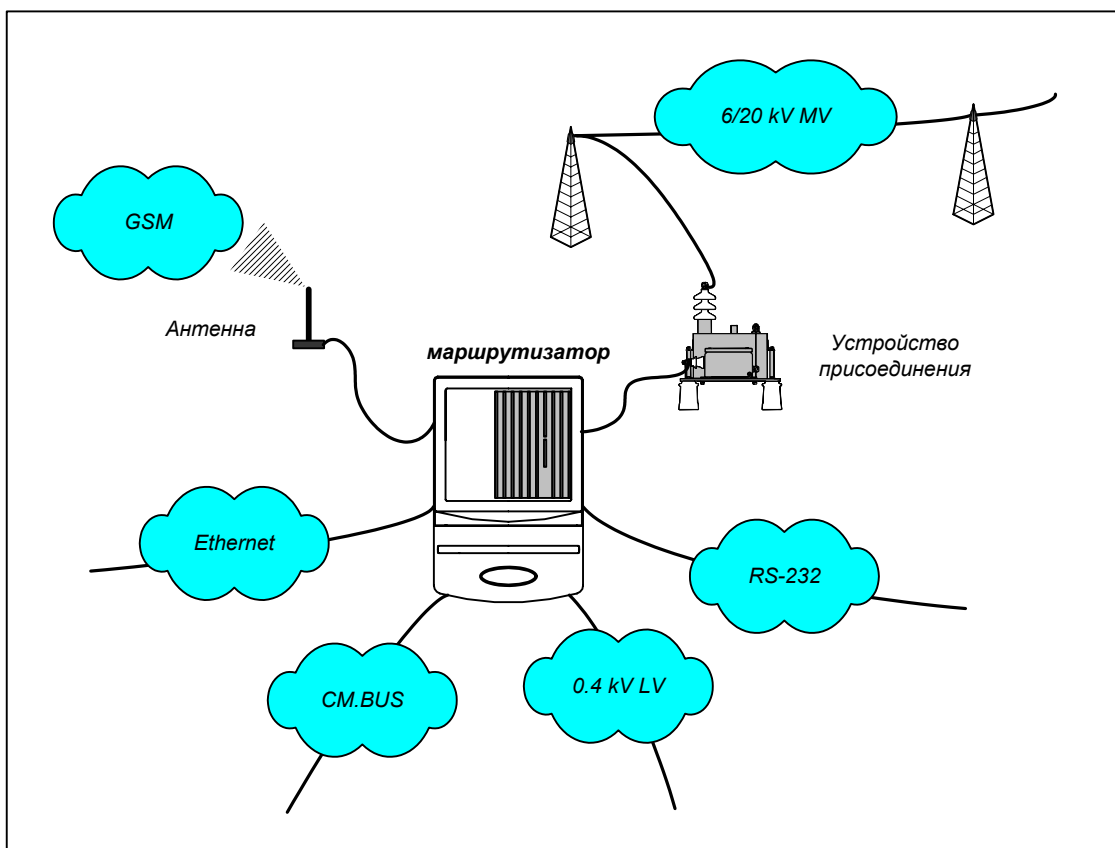 6/20 kV MV
GSM
Антенна
маршрутизатор
Устройство
присоединения
Ethernet
RS-232
CM.BUS
0.4 kV LV